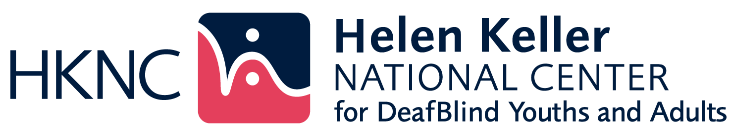 HKNC
Helen Keller
NATIONAL CENTER
for DeafBlind Youths and Adults